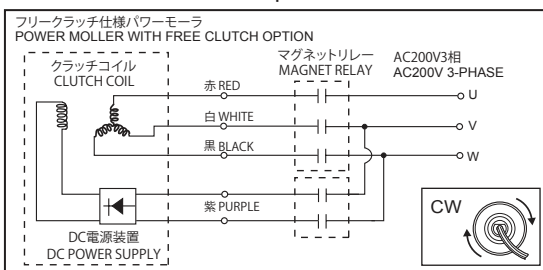 フリークラッチ仕様パワーモーラ
POWER MOLLER WITH FREE CLUTCH OPTION
クラッチコイル
CLUTCH COIL
マグネットリレー
MAGNET RELAY
AC200V3相
AC200V 3-PHASE
赤 RED
U
白 WHITE
V
黒 BLACK
W
紫 PURPLE
DC電源装置
DC POWER SUPPLY
CW